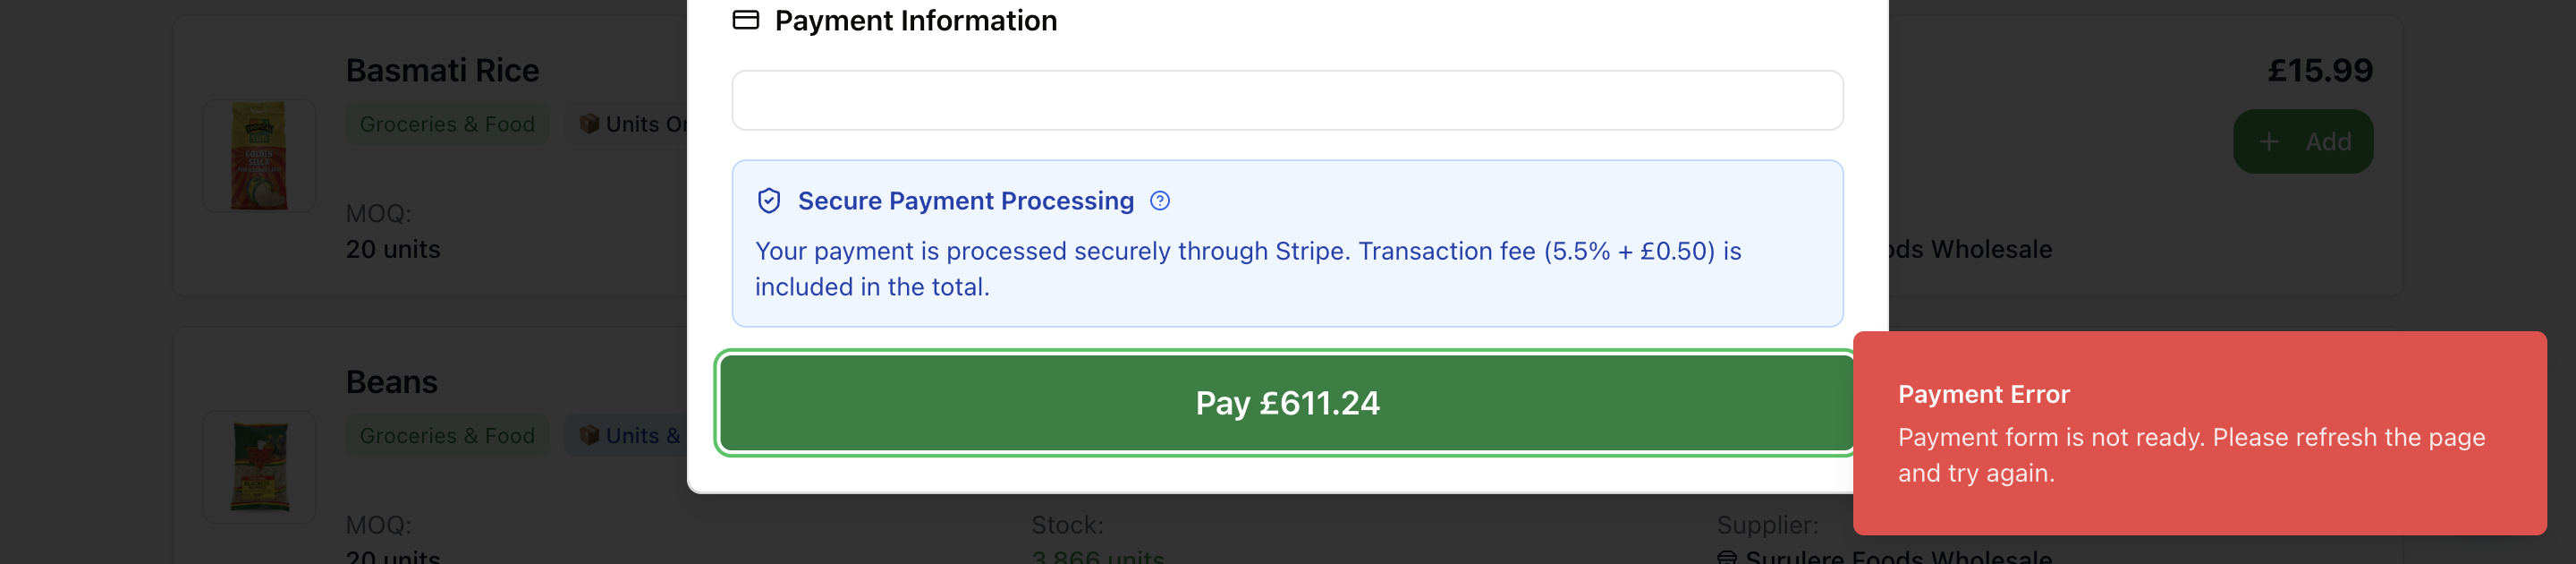 Payment Information
Basmati Rice
£15.99
Groceries & Food
📦 Units Or
+ Add
GOLDEN SELLA
MOQ:
20 units
Secure Payment Processing
Your payment is processed securely through Stripe. Transaction fee (5.5% + £0.50) is
included in the total.
ods Wholesale
Beans
Groceries & Food
📦 Units &
Pay £611.24
Payment Error
Payment form is not ready. Please refresh the page
and try again.
MOQ:
20 units
Stock:
3,866 units
Supplier:
Surulere Foods Wholesale